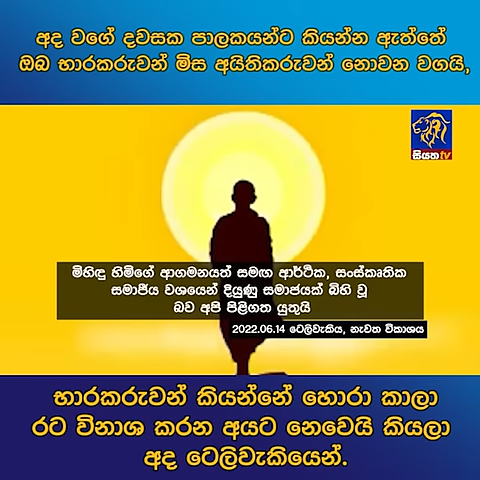 අද වගේ දවසක පාලකයන්ට කියන්න ඇත්තේ
ඔබ භාරකරුවන් මිස අයිතිකරුවන් නොවන වගයි,
සියත tv
මිහිඳු හිමිගේ ආගමනයත් සමඟ ආර්ථික, සංස්කෘතික
සමාජීය වශයෙන් දියුණු සමාජයක් බිහි වූ
බව අපි පිළිගත යුතුයි
2022.06.14 ටෙලිවැකිය, නැවත විකාශය
භාරකරුවන් කියන්නේ හොරා කාලා
රට විනාශ කරන අයට නෙවෙයි කියලා
අද ටෙලිවැකියෙන්.